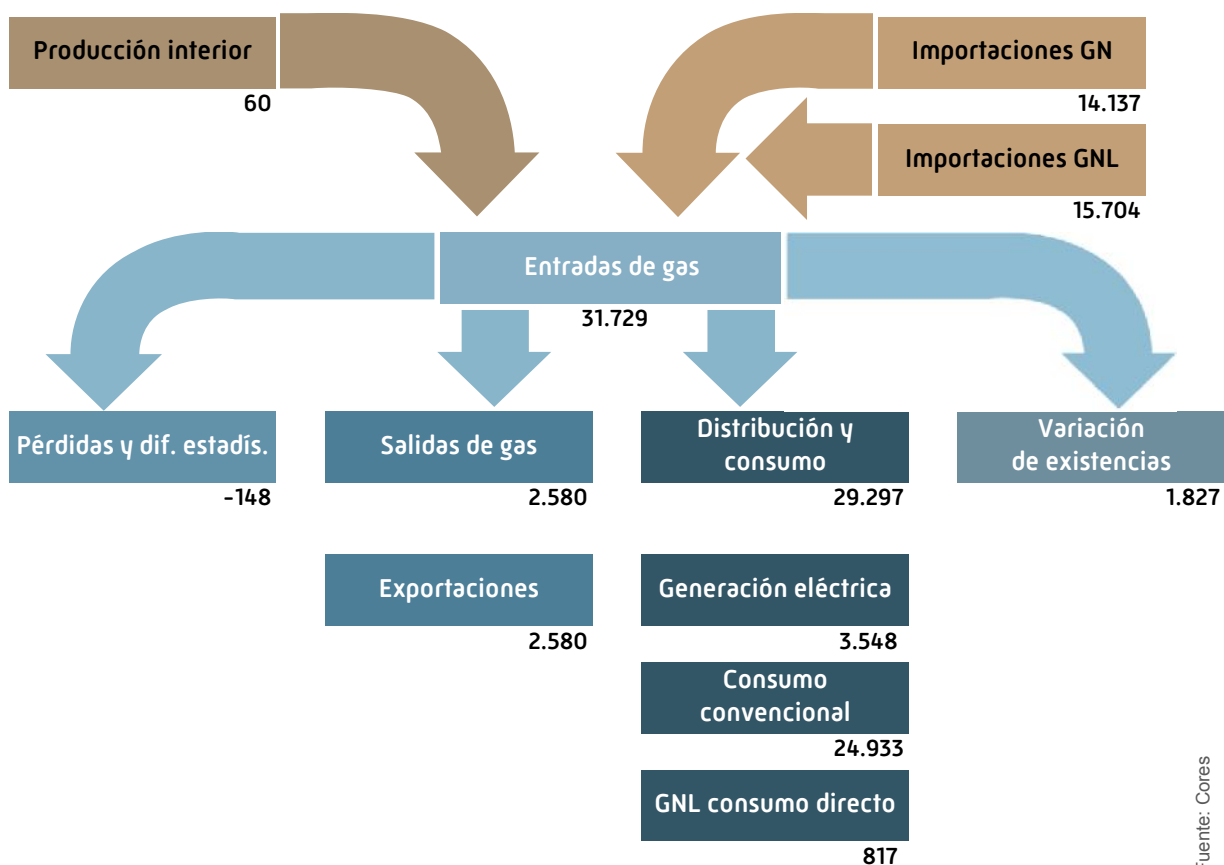 Producción interior
60
Importaciones GN
14.137
Importaciones GNL
15.704
Entradas de gas
31.729
Pérdidas y dif. estadís.
-148
Salidas de gas
2.580
Distribución y
consumo
29.297
Variación
de existencias
1.827
Exportaciones
2.580
Generación eléctrica
3.548
Consumo
convencional
24.933
GNL consumo directo
817
Fuente: Cores